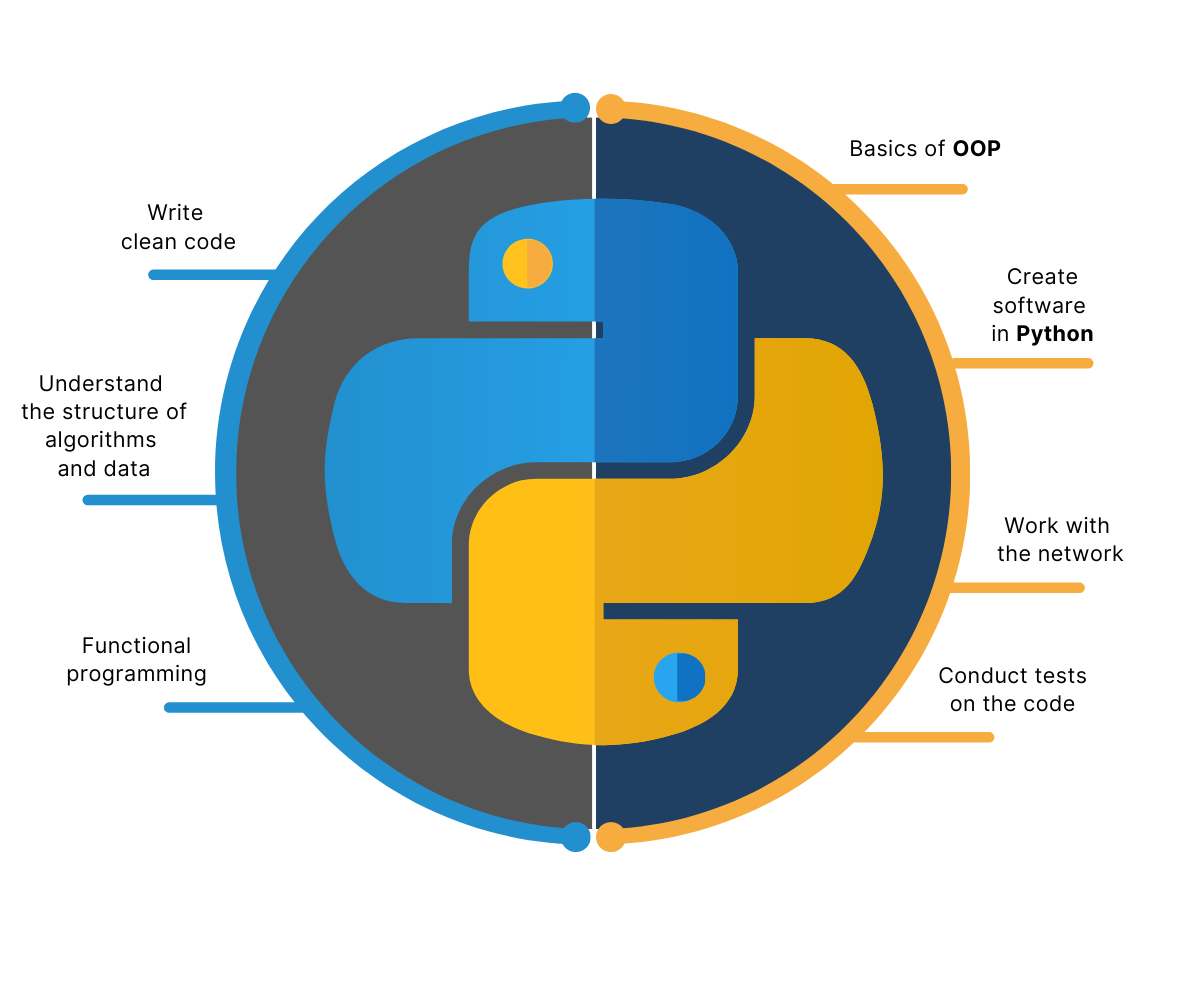 Write
clean code
Understand
the structure of
algorithms
and data
Functional
programming
Basics of OOP
Create
software
in Python
Work with
the network
Conduct tests
on the code